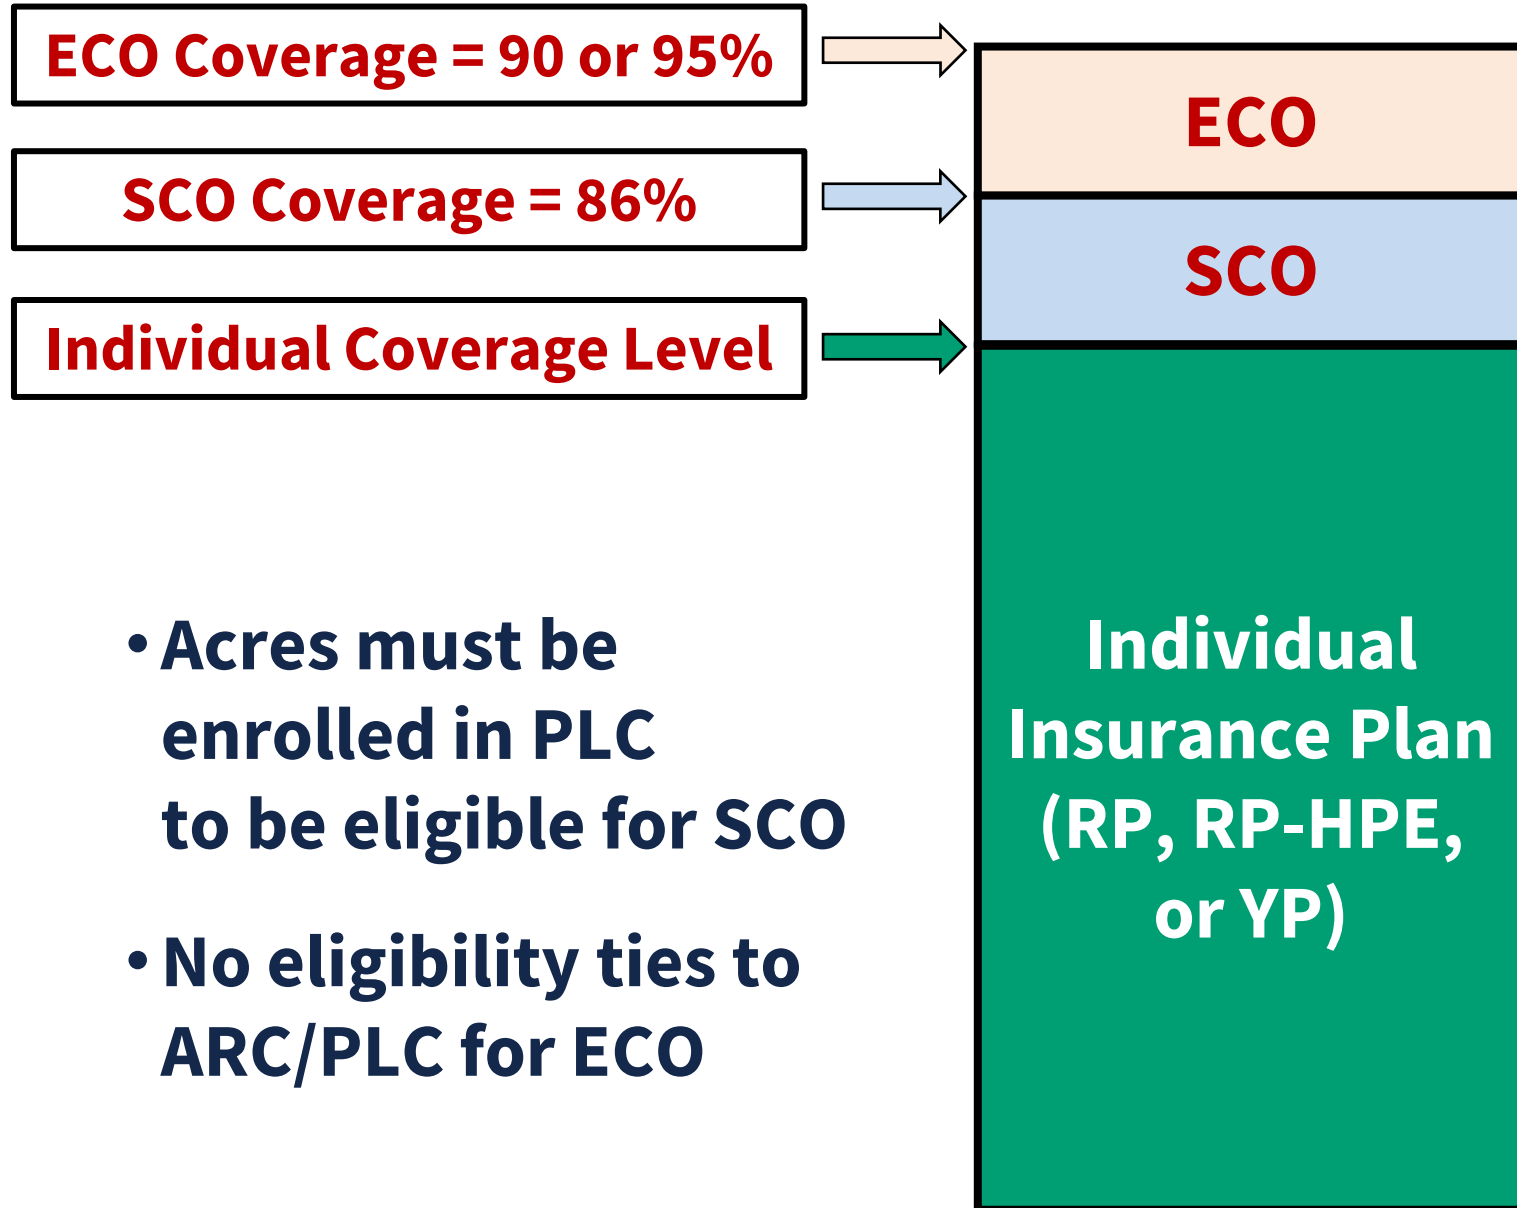 ECO Coverage = 90 or 95%
SCO Coverage = 86%
Individual Coverage Level
ECO
SCO
• Acres must be
enrolled in PLC
to be eligible for SCO
• No eligibility ties to
ARC/PLC for ECO
Individual
Insurance Plan
(RP, RP-HPE,
or YP)